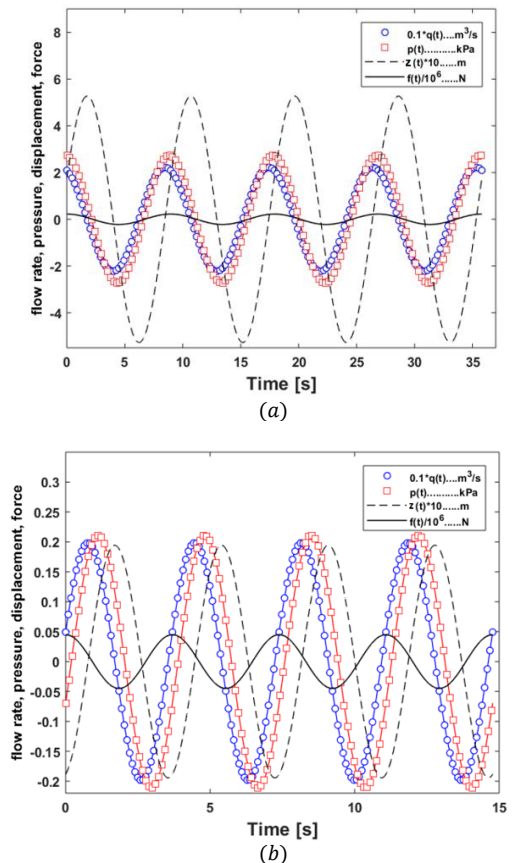 (a)
8
6
4
2
0
-2
-4
0
5
10
15
20
25
30
35
flow rate, pressure, displacement, force
Time [s]
0.1*q(t)....m³/s
p(t)...........kPa
z(t)*10......m
f(t)/10⁶......N
(a)
0.3
0.25
0.2
0.15
0.1
0.05
0
-0.05
-0.1
-0.15
-0.2
0
5
10
15
flow rate, pressure, displacement, force
Time [s]
0.1*q(t)....m³/s
p(t)...........kPa
z(t)*10......m
f(t)/10⁶......N
(b)